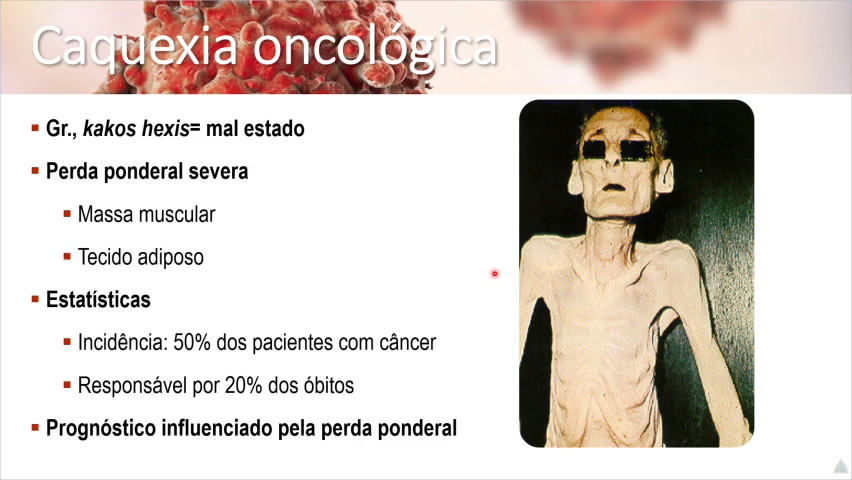 Caquexia oncológica
Gr., kakos hexis= mal estado
Perda ponderal severa
Massa muscular
Tecido adiposo
Estatísticas
Incidência: 50% dos pacientes com câncer
Responsável por 20% dos óbitos
Prognóstico influenciado pela perda ponderal